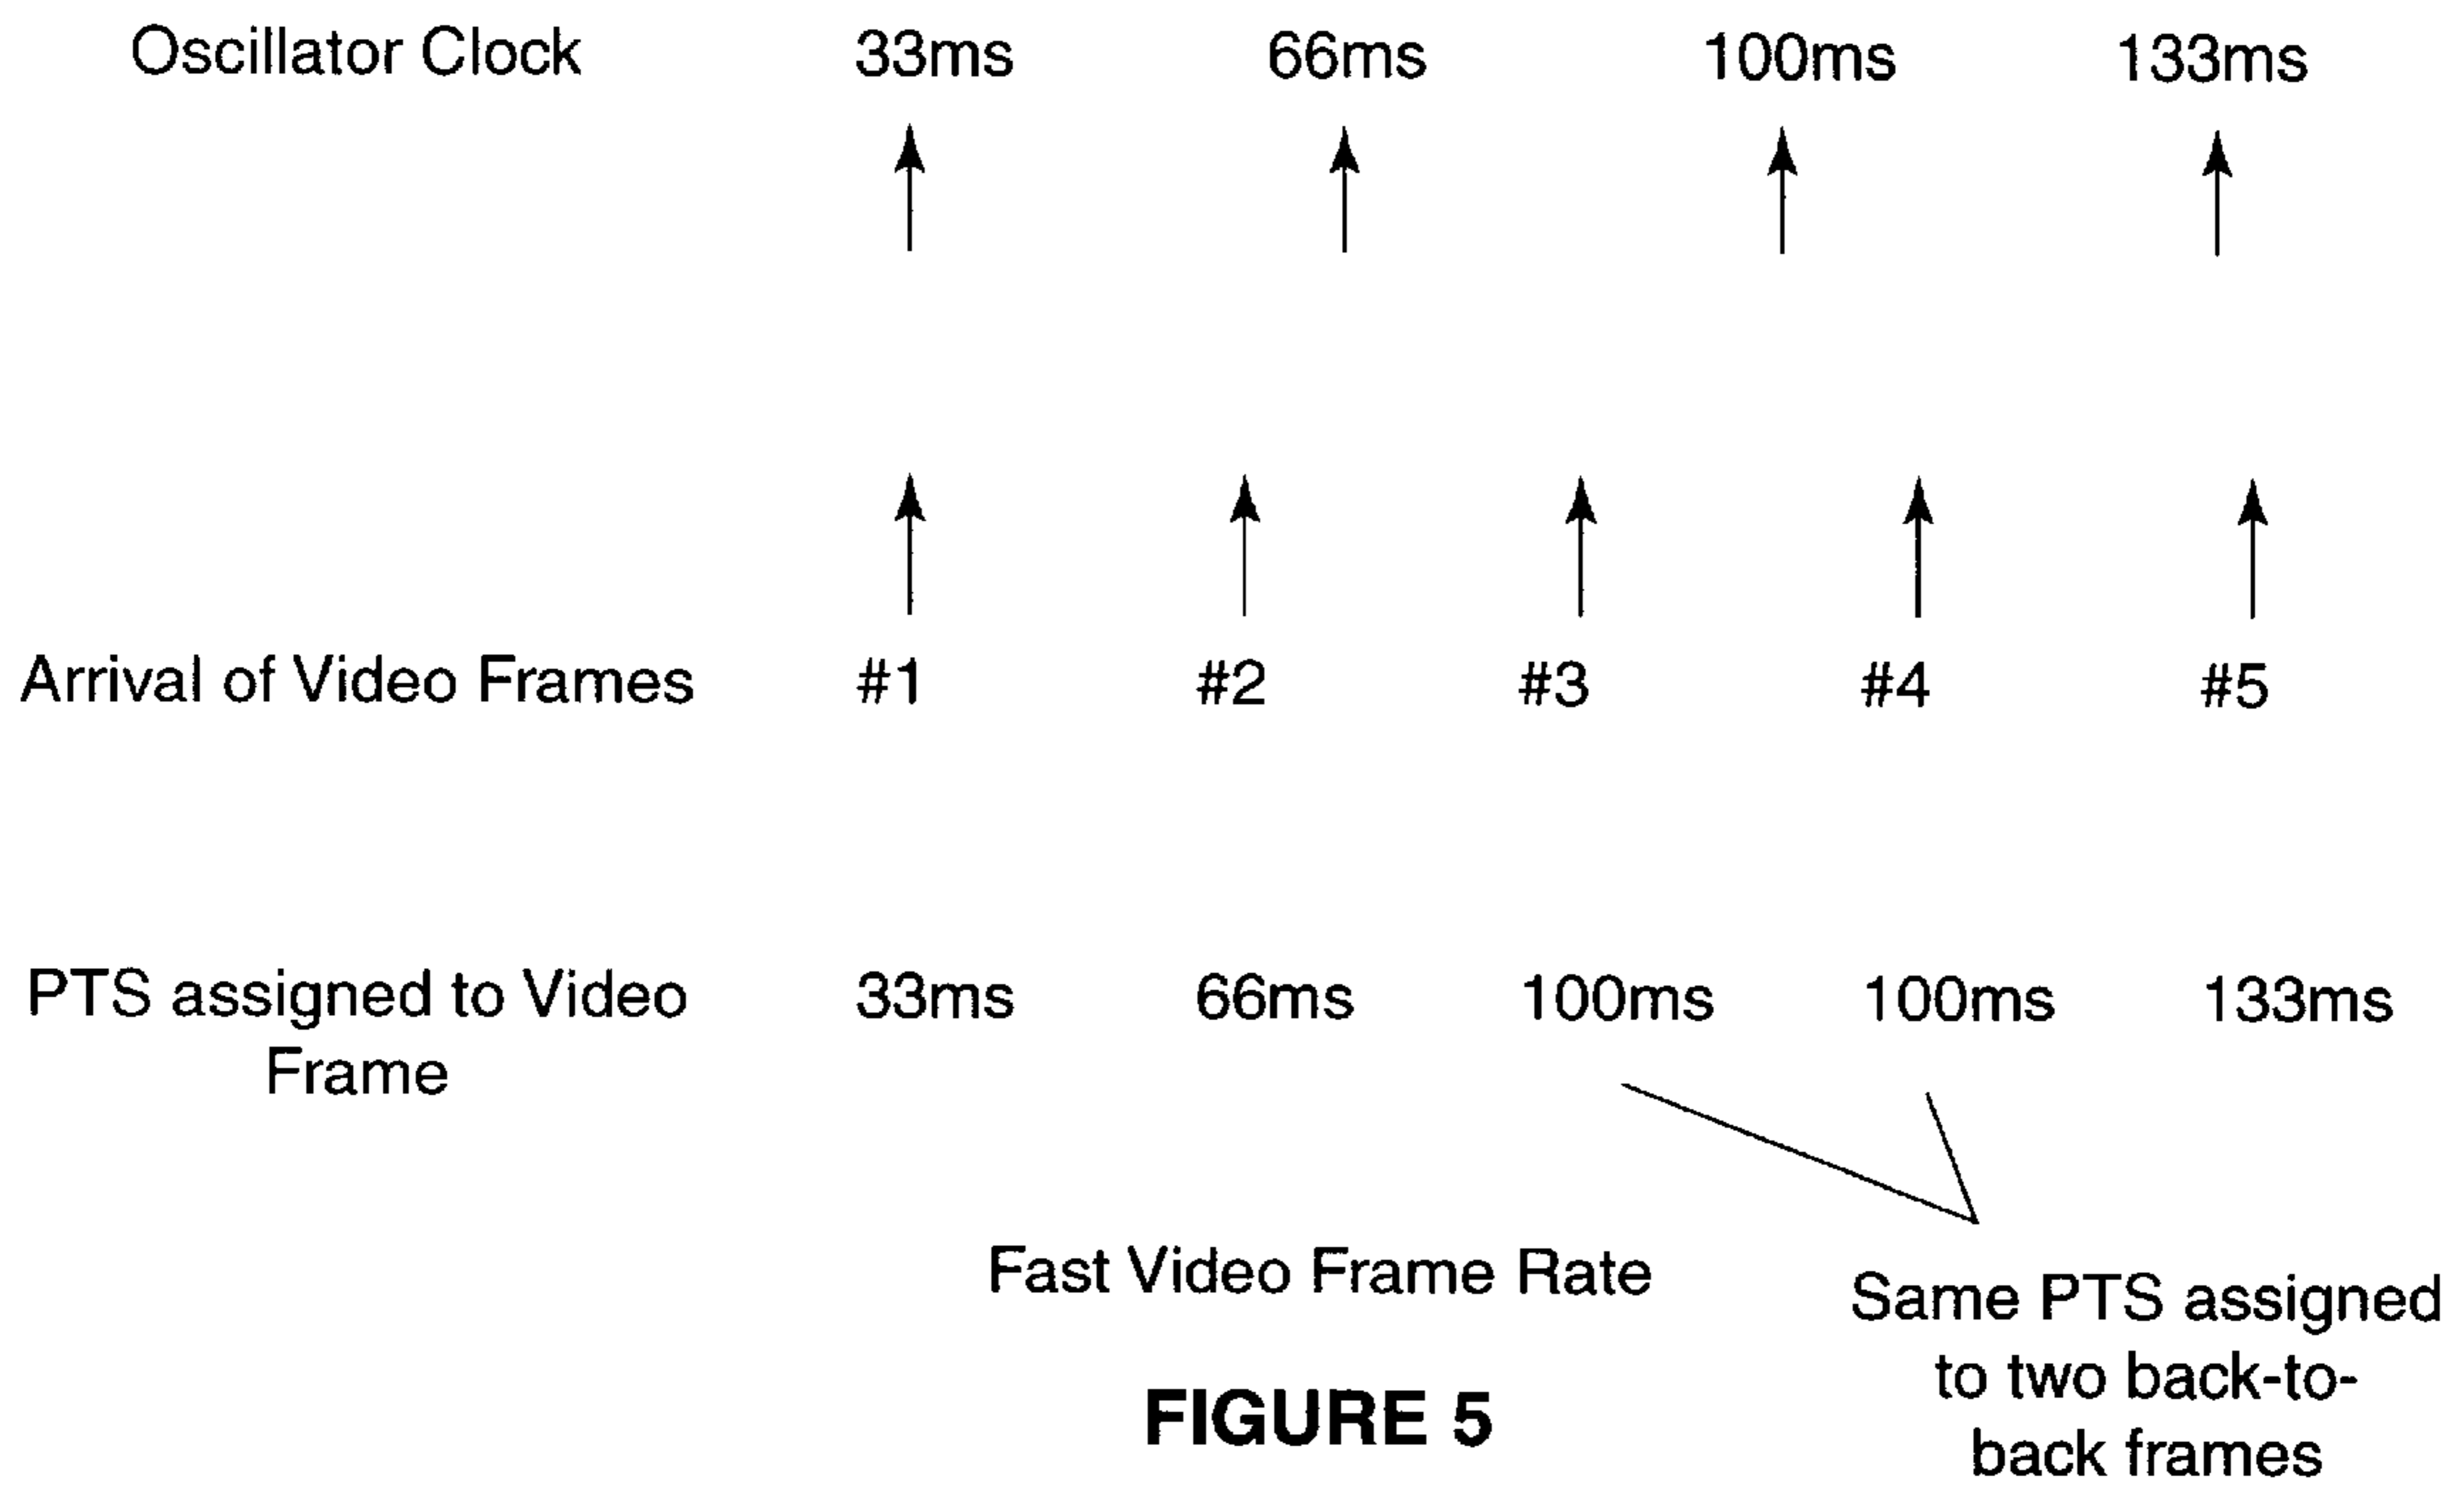 Oscillator Clock 33ms 66ms 100ms 133ms
Arrival of Video Frames #1 #2 #3 #4 #5
PTS assigned to Video 33ms 66ms 100ms 100ms 133ms
Frame
Fast Video Frame Rate
Same PTS assigned
to two back-to-
back frames
FIGURE 5